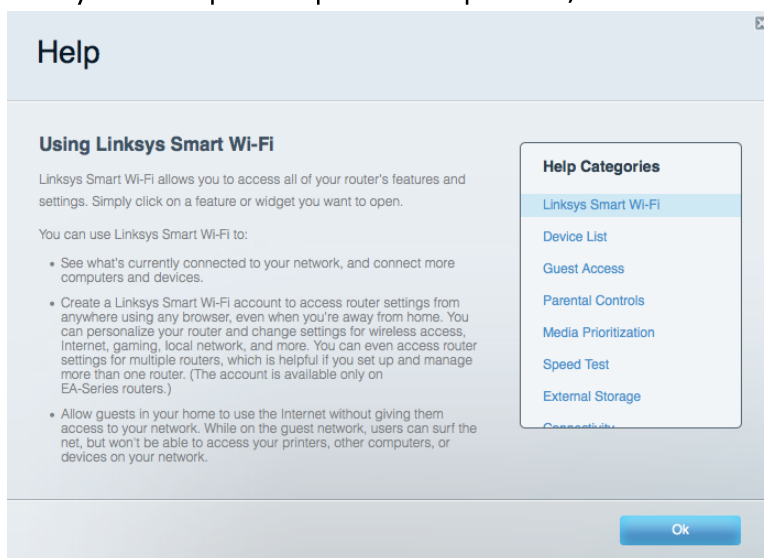 Help
Using Linksys Smart Wi-Fi
Linksys Smart Wi-Fi allows you to access all of your router's features and
settings. Simply click on a feature or widget you want to open.
You can use Linksys Smart Wi-Fi to:
• See what's currently connected to your network, and connect more
computers and devices.
• Create a Linksys Smart Wi-Fi account to access router settings from
anywhere using any browser, even when you're away from home. You
can personalize your router and change settings for wireless access,
Internet, gaming, local network, and more. You can even access router
settings for multiple routers, which is helpful if you set up and manage
more than one router. (The account is available only on
EA-Series routers.)
• Allow guests in your home to use the Internet without giving them
access to your network. While on the guest network, users can surf the
net, but won't be able to access your printers, other computers, or
devices on your network.
Help Categories
Linksys Smart Wi-Fi
Device List
Guest Access
Parental Controls
Media Prioritization
Speed Test
External Storage
Connectivity
Ok